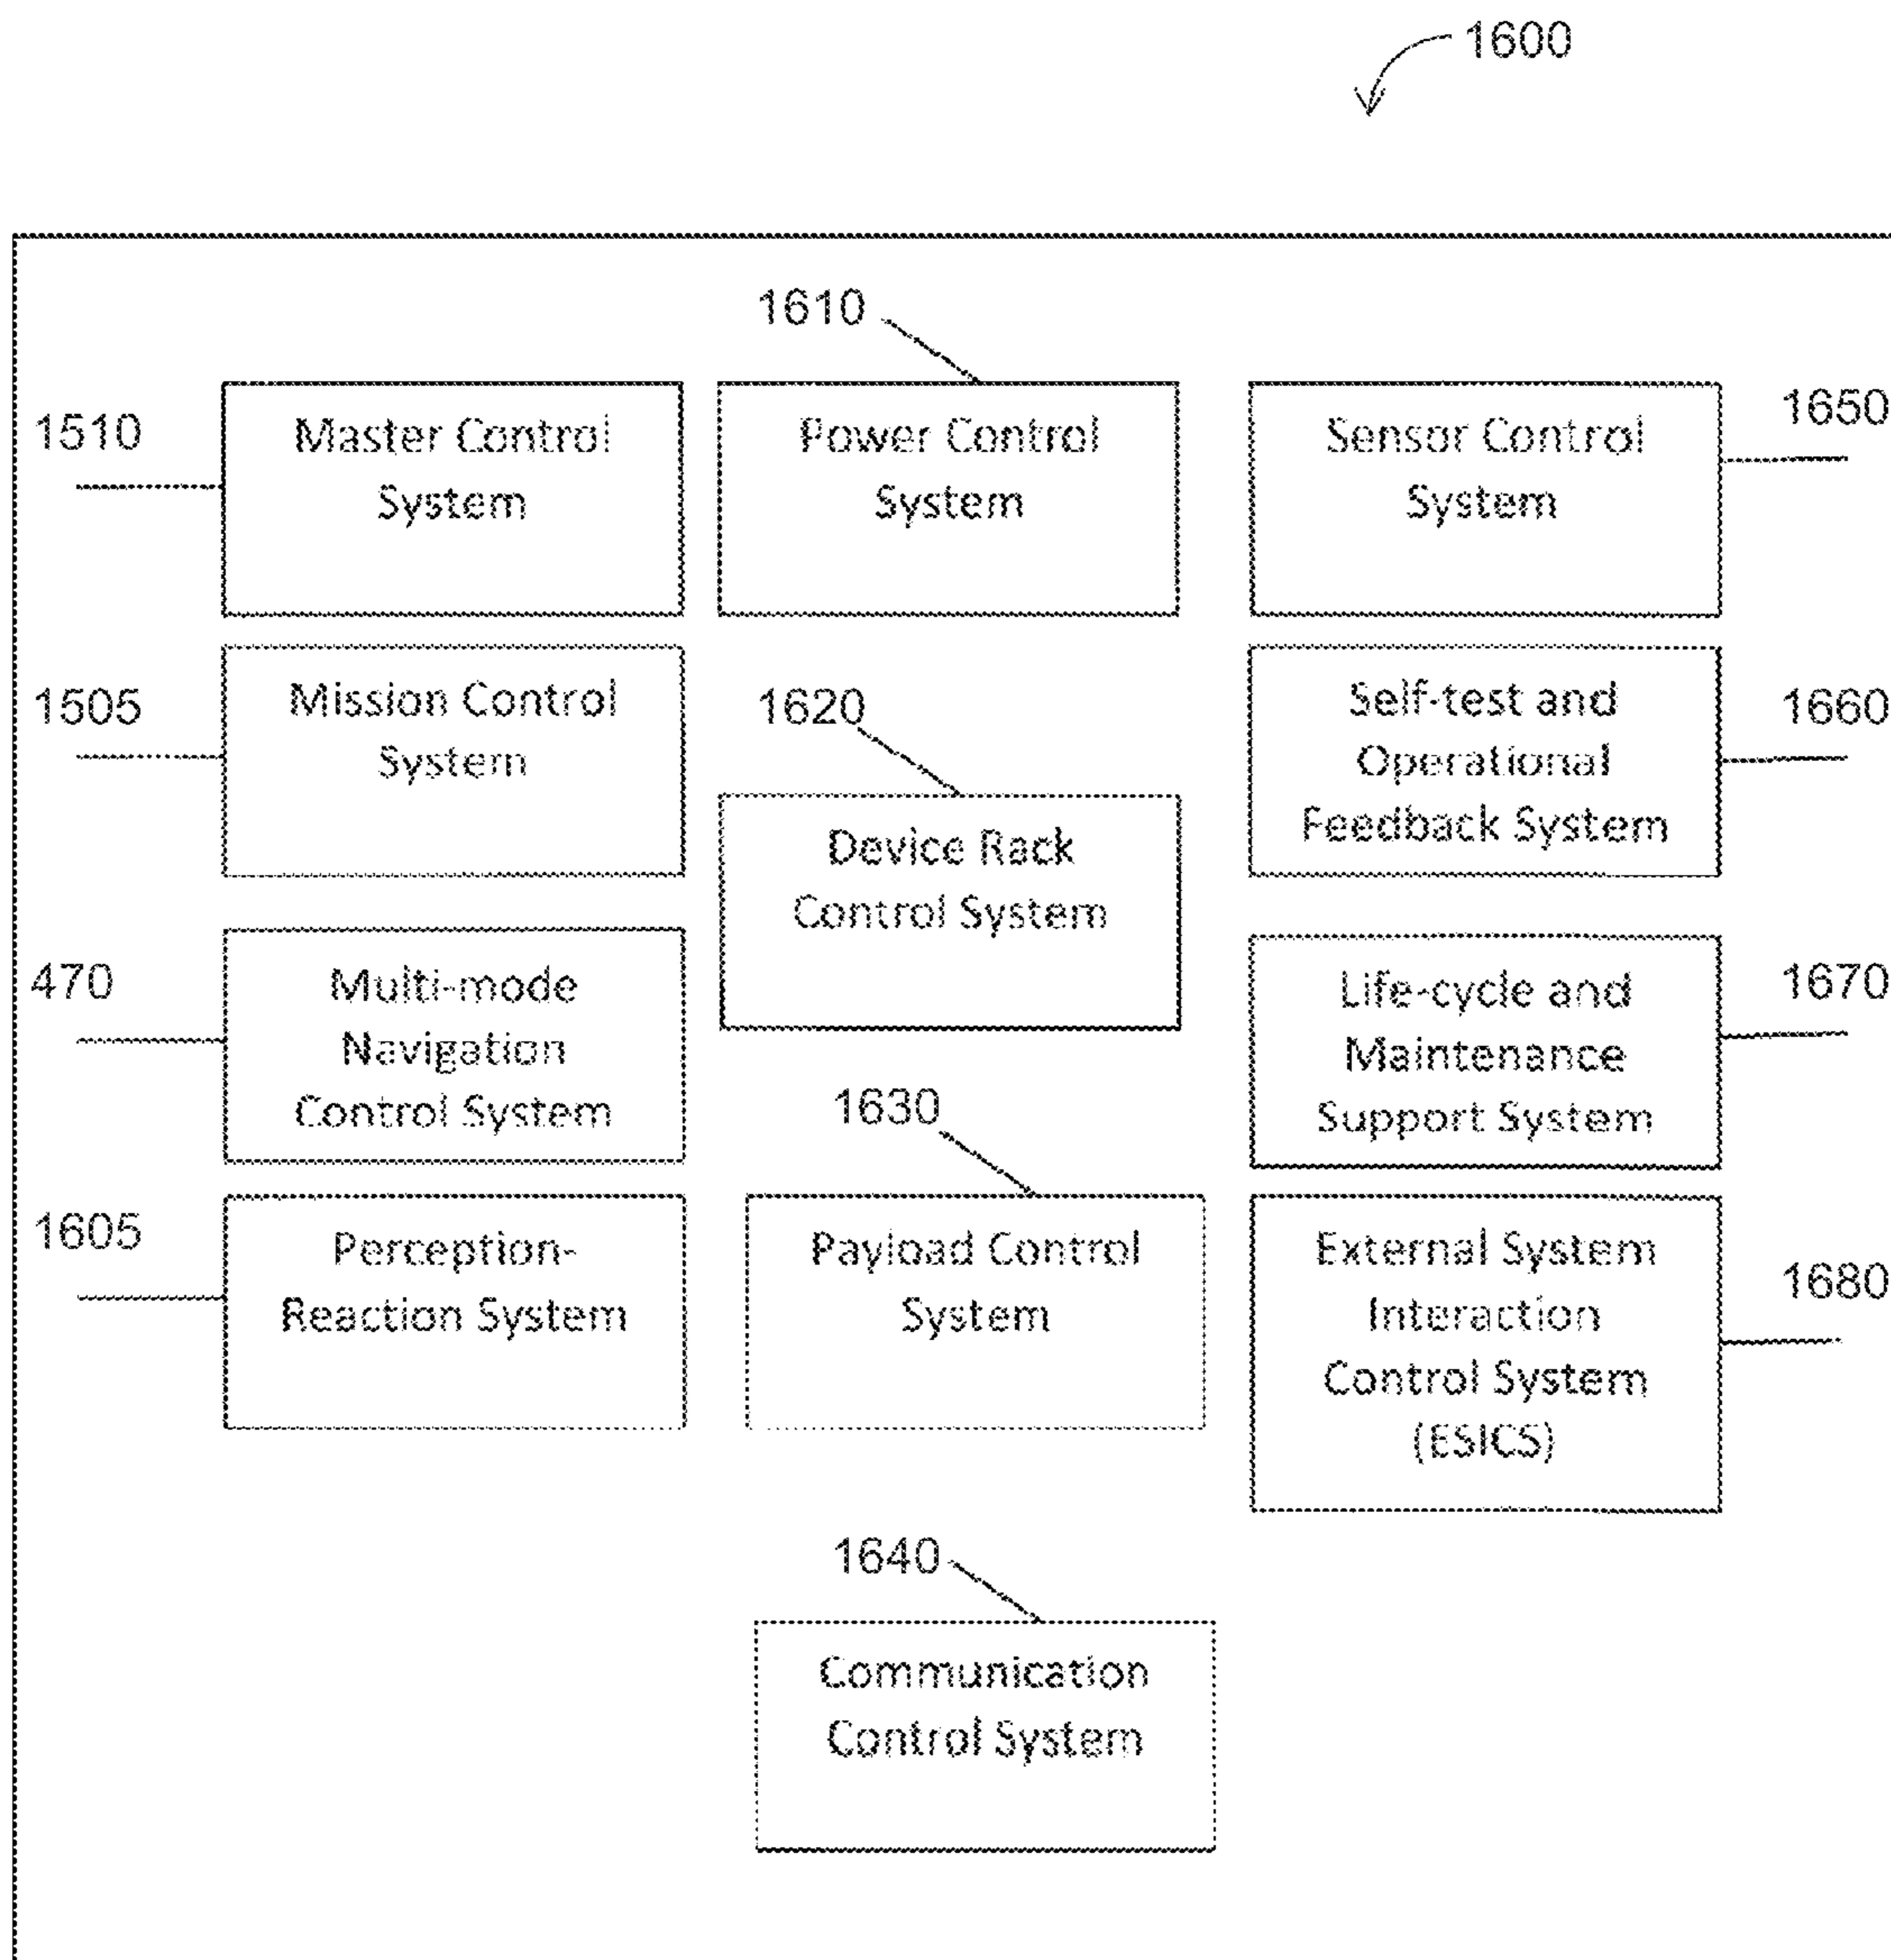 1600
1610
1510
Master Control
System
Power Control
System
Sensor Control
System
1650
1505
Mission Control
System
1620
Device Rack
Control System
Self-test and
Operational
Feedback System
1660
470
Multi-mode
Navigation
Control System
1630
Life-cycle and
Maintenance
Support System
1670
1605
Perception-
Reaction System
Payload Control
System
External System
Interaction
Control System
(ESICS)
1680
1640
Communication
Control System